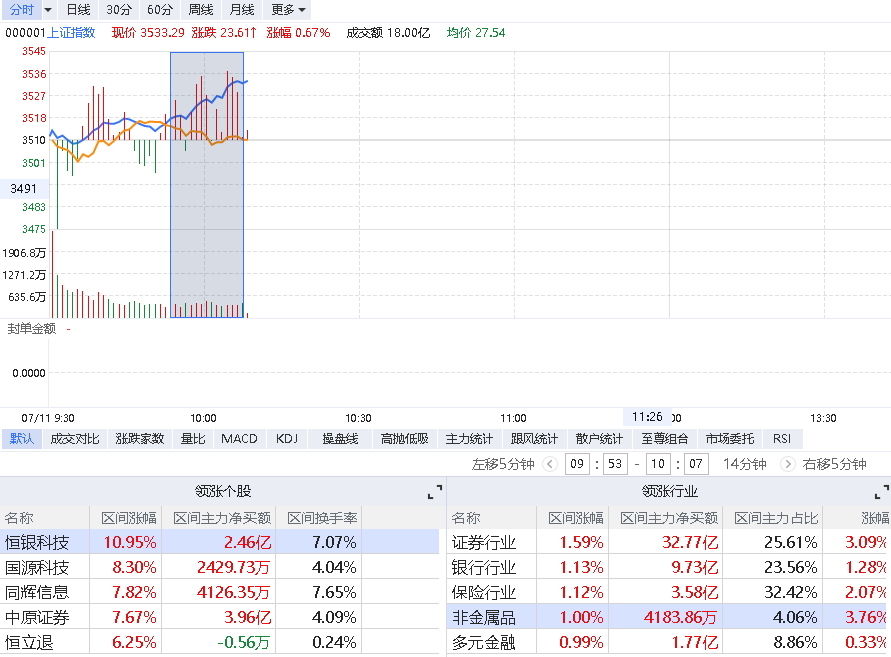 分时 日线 30分 60分 周线 月线 更多
000001上证指数 现价 3533.29 涨跌 23.61↑ 涨幅 0.67% 成交额 18.00亿 均价 27.54
3545
3536
3527
3518
3510
3501
3491
3483
3475
1906.8万
1271.2万
635.6万
封单金额 -
0.0000
07/11 9:30 10:00 10:30 11:00 11:26 00 13:30
默认 成交对比 涨跌家数 量比 MACD KDJ 操盘线 高抛低吸 主力统计 跟风统计 散户统计 至尊组合 市场委托 RSI
左移5分钟 09 : 53 - 10 : 07 14分钟 右移5分钟
领涨个股 领涨行业
名称 区间涨幅 区间主力净买额 区间换手率 名称 区间涨幅 区间主力净买额 区间主力占比 涨幅
恒银科技 10.95% 2.46亿 7.07% 证券行业 1.59% 32.77亿 25.61% 3.09%
国源科技 8.30% 2429.73万 4.04% 银行行业 1.13% 9.73亿 23.56% 1.28%
同辉信息 7.82% 4126.35万 7.65% 保险行业 1.12% 3.58亿 32.42% 2.07%
中原证券 7.67% 3.96亿 4.09% 非金属品 1.00% 4183.86万 4.06% 3.76%
恒立退 6.25% -0.56万 0.24% 多元金融 0.99% 1.77亿 8.86% 0.33%